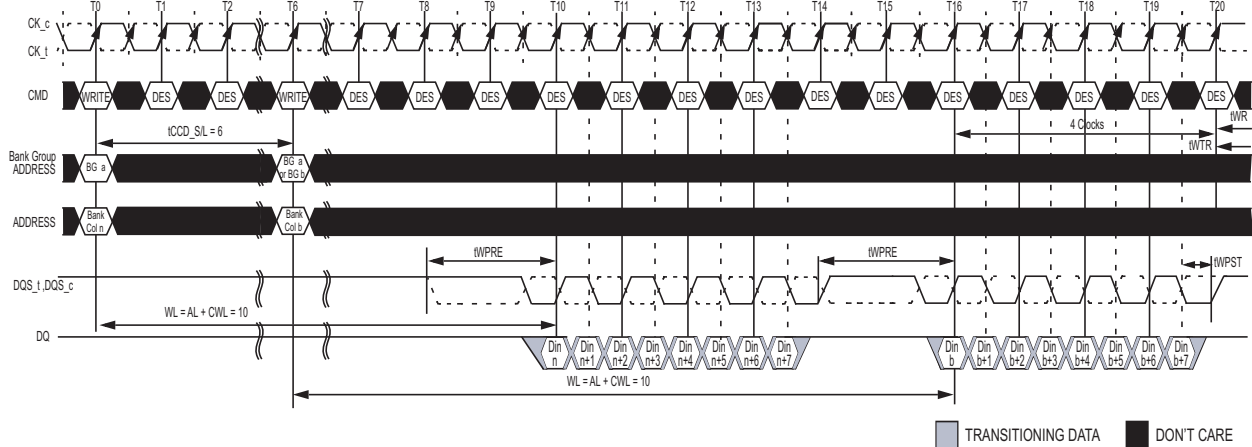 T0 T1 T2 T6 T7 T8 T9 T10 T11 T12 T13 T14 T15 T16 T17 T18 T19 T20
CK_c
CK_t
CMD WRITE DES DES WRITE DES DES DES DES DES DES DES DES DES DES DES DES DES DES
tCCD_S/L = 6
4 Clocks
tWR
tWTR
Bank Group
ADDRESS
BG a
BG a
or BG b
ADDRESS
Bank
Col n
Bank
Col b
tWPRE
tWPRE
tWPST
DQS_t ,DQS_c
WL = AL + CWL = 10
DQ
Din
n
Din
n+1
Din
n+2
Din
n+3
Din
n+4
Din
n+5
Din
n+6
Din
n+7
Din
b
Din
b+1
Din
b+2
Din
b+3
Din
b+4
Din
b+5
Din
b+6
Din
b+7
WL = AL + CWL = 10
TRANSITIONING DATA
DON'T CARE